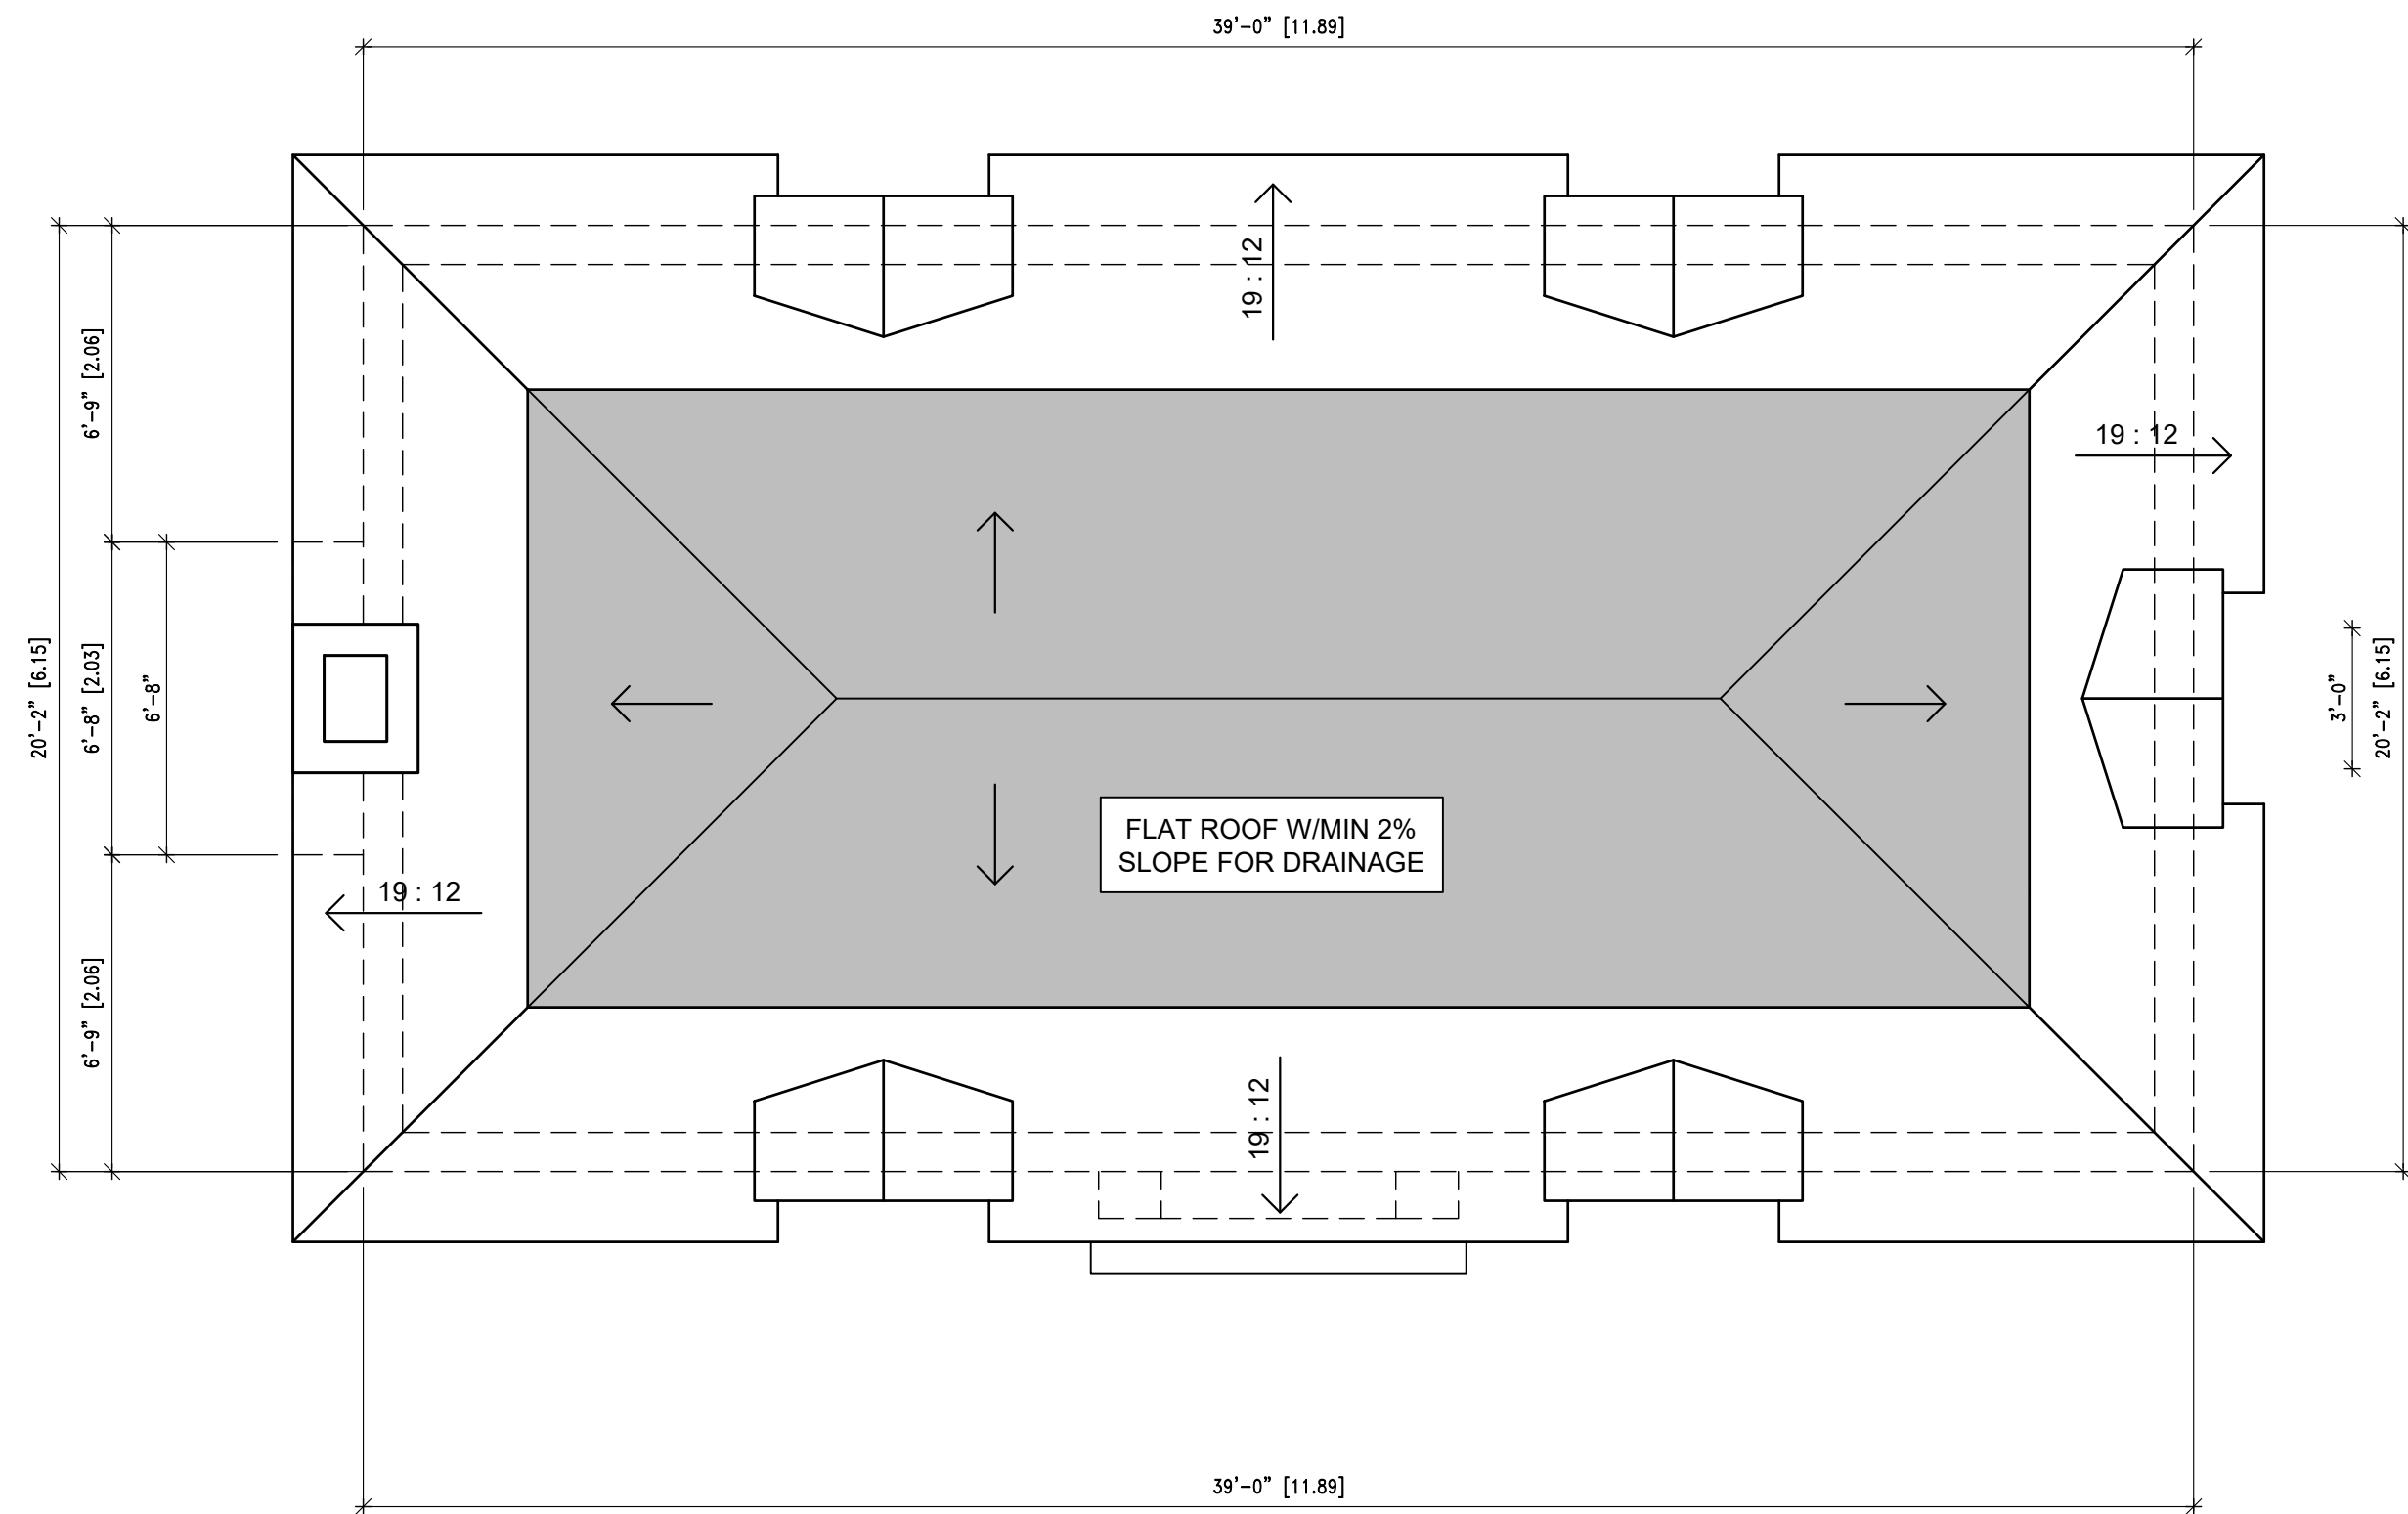 39'-0" [11.89]
19 : 12
6'-9" [2.06]
19 : 12
20'-2" [6.15]
6'-8" [2.03]
6'-8"
3'-0"
20'-2" [6.15]
FLAT ROOF W/MIN 2%
SLOPE FOR DRAINAGE
19 : 12
6'-9" [2.06]
19 : 12
39'-0" [11.89]